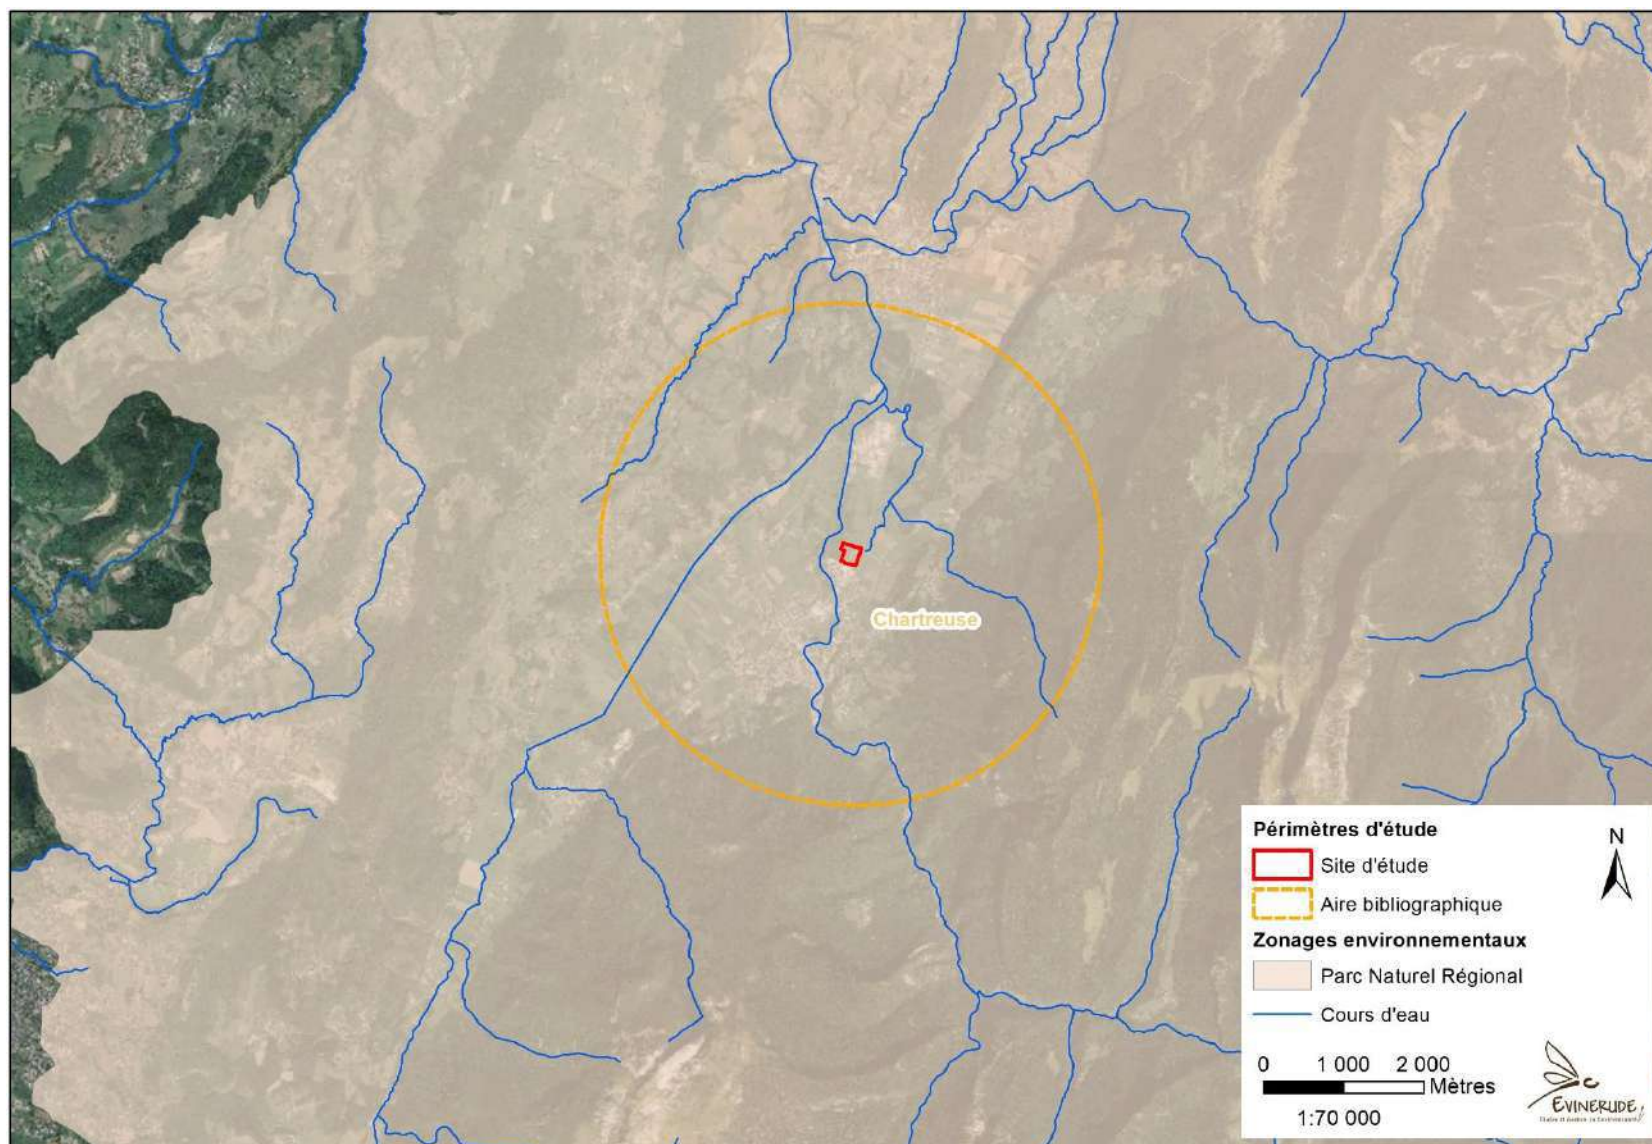 Chartreuse
Périmètres d'étude
N
Site d'étude
Aire bibliographique
Zonages environnementaux
Parc Naturel Régional
Cours d'eau
0 1 000 2 000
Mètres
1:70 000
EVINERUDE